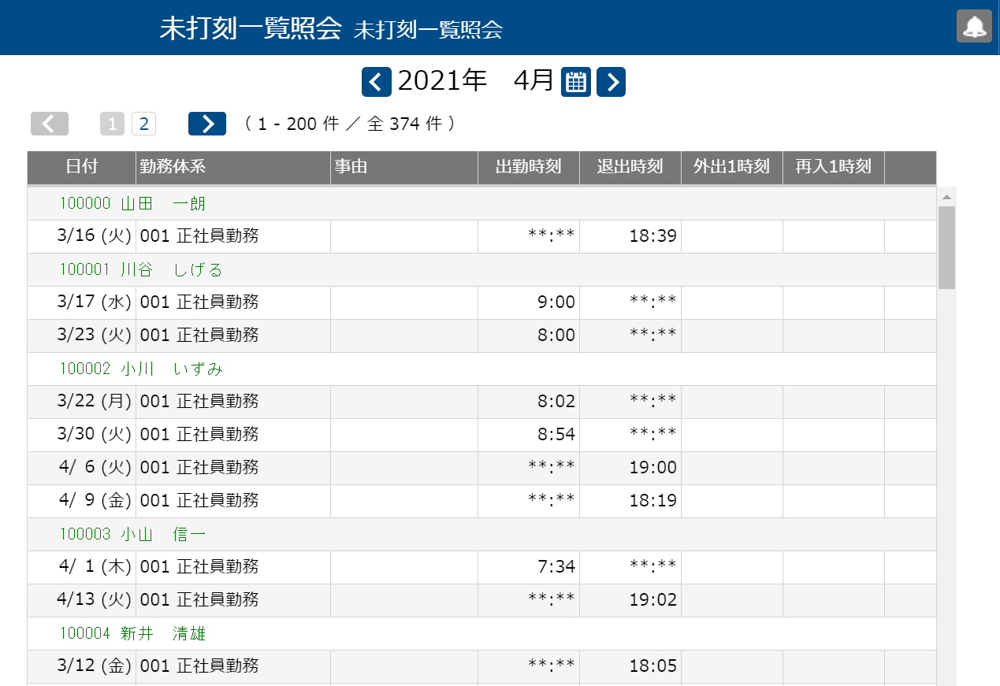 未打刻一覧照会 未打刻一覧照会
2021年　4月
1 2 （ 1 - 200 件 ／ 全 374 件 ）
日付 勤務体系 事由 出勤時刻 退出時刻 外出1時刻 再入1時刻
100000 山田　一朗
3/16 (火) 001 正社員勤務 **:** 18:39
100001 川谷　しげる
3/17 (水) 001 正社員勤務 9:00 **:**
3/23 (火) 001 正社員勤務 8:00 **:**
100002 小川　いずみ
3/22 (月) 001 正社員勤務 8:02 **:**
3/30 (火) 001 正社員勤務 8:54 **:**
4/ 6 (火) 001 正社員勤務 **:** 19:00
4/ 9 (金) 001 正社員勤務 **:** 18:19
100003 小山　信一
4/ 1 (木) 001 正社員勤務 7:34 **:**
4/13 (火) 001 正社員勤務 **:** 19:02
100004 新井　清雄
3/12 (金) 001 正社員勤務 **:** 18:05